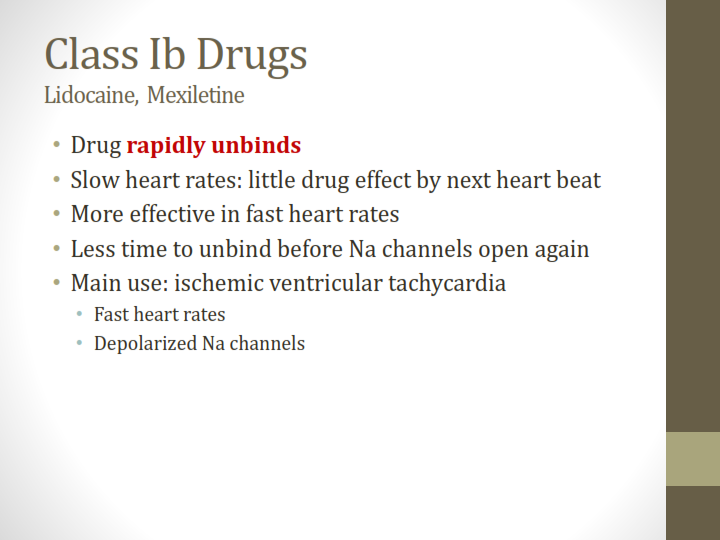 Class Ib Drugs
Lidocaine, Mexiletine
• Drug rapidly unbinds
• Slow heart rates: little drug effect by next heart beat
• More effective in fast heart rates
• Less time to unbind before Na channels open again
• Main use: ischemic ventricular tachycardia
• Fast heart rates
• Depolarized Na channels